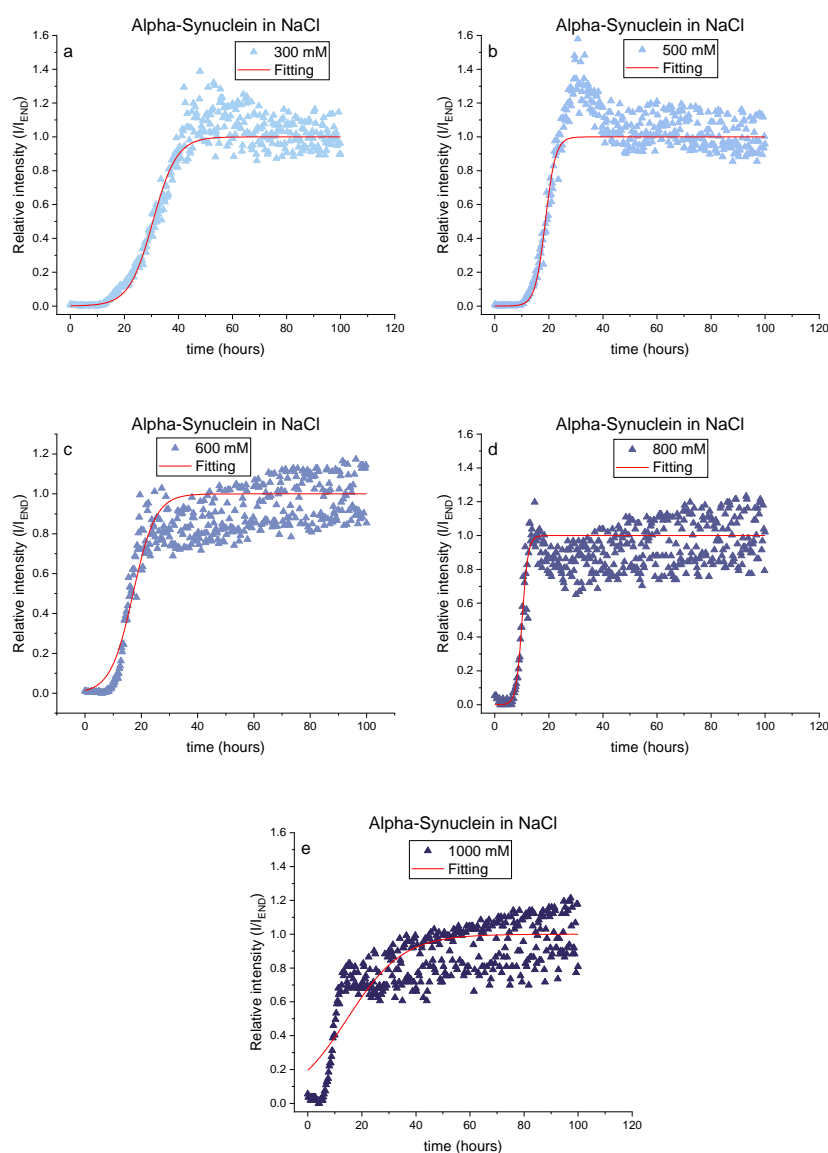 Alpha-Synuclein in NaCl
a
300 mM
Fitting
1.6
1.4
1.2
1.0
0.8
0.6
0.4
0.2
0.0
Relative intensity (I/I_END)
0 20 40 60 80 100 120
time (hours)
Alpha-Synuclein in NaCl
b
500 mM
Fitting
1.6
1.4
1.2
1.0
0.8
0.6
0.4
0.2
0.0
Relative intensity (I/I_END)
0 20 40 60 80 100 120
time (hours)
Alpha-Synuclein in NaCl
c
600 mM
Fitting
1.2
1.0
0.8
0.6
0.4
0.2
0.0
Relative intensity (I/I_END)
0 20 40 60 80 100
time (hours)
Alpha-Synuclein in NaCl
d
800 mM
Fitting
1.6
1.4
1.2
1.0
0.8
0.6
0.4
0.2
0.0
Relative intensity (I/I_END)
0 20 40 60 80 100 120
time (hours)
Alpha-Synuclein in NaCl
e
1000 mM
Fitting
1.6
1.4
1.2
1.0
0.8
0.6
0.4
0.2
0.0
Relative intensity (I/I_END)
0 20 40 60 80 100 120
time (hours)